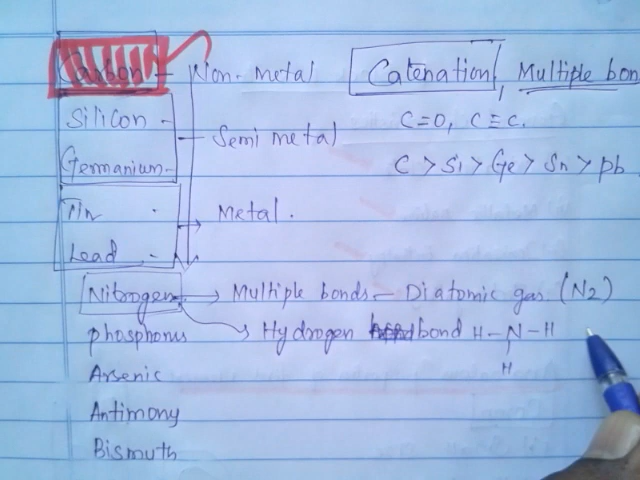 Carbon - Non-metal Catenation, Multiple bon
Silicon - C=O, C≡C.
- Semi metal
Germanium - C > Si > Ge > Sn > pb
Tin - Metal.
Lead -
Nitrogen → Multiple bonds - Diatomic gas (N2)
phosphorus → Hydrogen bond H-N-H
H
Arsenic
Antimony
Bismuth